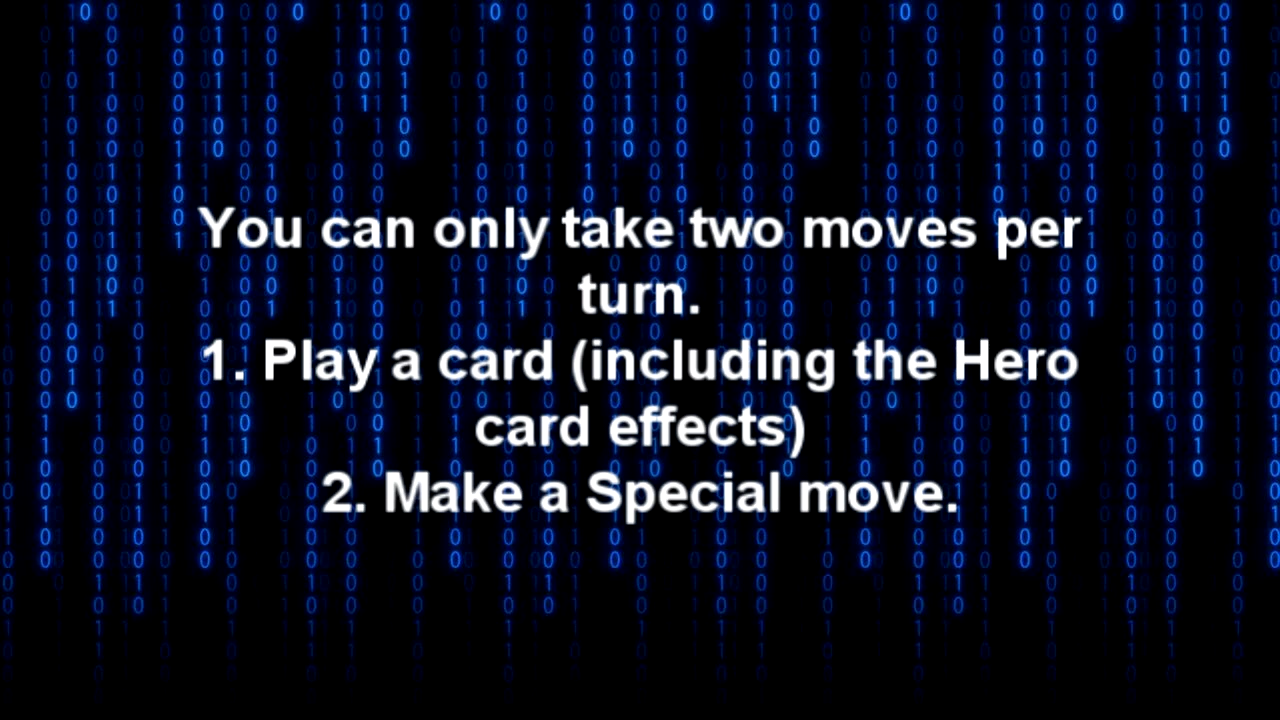 You can only take two moves per
turn.
1. Play a card (including the Hero
card effects)
2. Make a Special move.